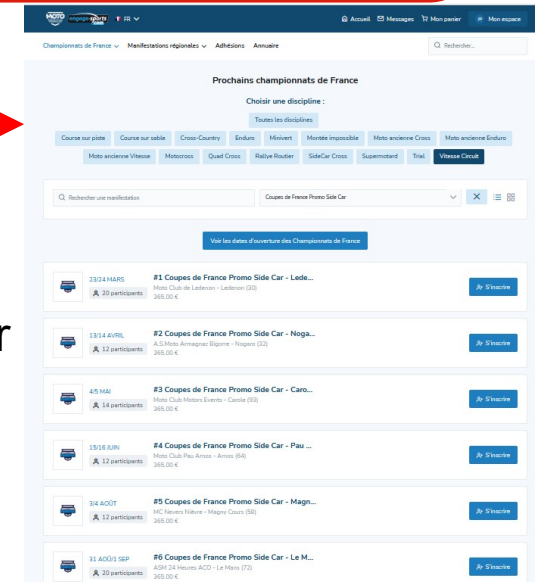 MOTO engage-sports .COM FR Accueil Messages Mon panier Mon espace
Championnats de France Manifestations régionales Adhésions Annuaire Rechercher...
Prochains championnats de France
Choisir une discipline :
Toutes les disciplines
Course sur piste Course sur sable Cross-Country Enduro Minivert Montée impossible Moto ancienne Cross Moto ancienne Enduro
Moto ancienne Vitesse Motocross Quad Cross Rallye Routier SideCar Cross Supermotard Trial Vitesse Circuit
Rechercher une manifestation Coupes de France Promo Side Car
Voir les dates d'ouverture des Championnats de France
23/24 MARS #1 Coupes de France Promo Side Car - Lede...
20 participants Moto Club de Ledenon - Ledenon (30) S'inscrire
365.00 €
r
13/14 AVRIL #2 Coupes de France Promo Side Car - Noga...
12 participants A.S.Moto Armagnac Bigorre - Nogaro (32) S'inscrire
365.00 €
4/5 MAI #3 Coupes de France Promo Side Car - Caro...
14 participants Moto Club Motors Events - Carole (93) S'inscrire
365.00 €
15/16 JUIN #4 Coupes de France Promo Side Car - Pau ...
12 participants Moto Club Pau Arnos - Arnos (64) S'inscrire
365.00 €
3/4 AOÛT #5 Coupes de France Promo Side Car - Magn...
12 participants MC Nevers Nièvre - Magny Cours (58) S'inscrire
365.00 €
31 AOÛ/1 SEP #6 Coupes de France Promo Side Car - Le M...
20 participants ASM 24 Heures ACO - Le Mans (72) S'inscrire
365.00 €